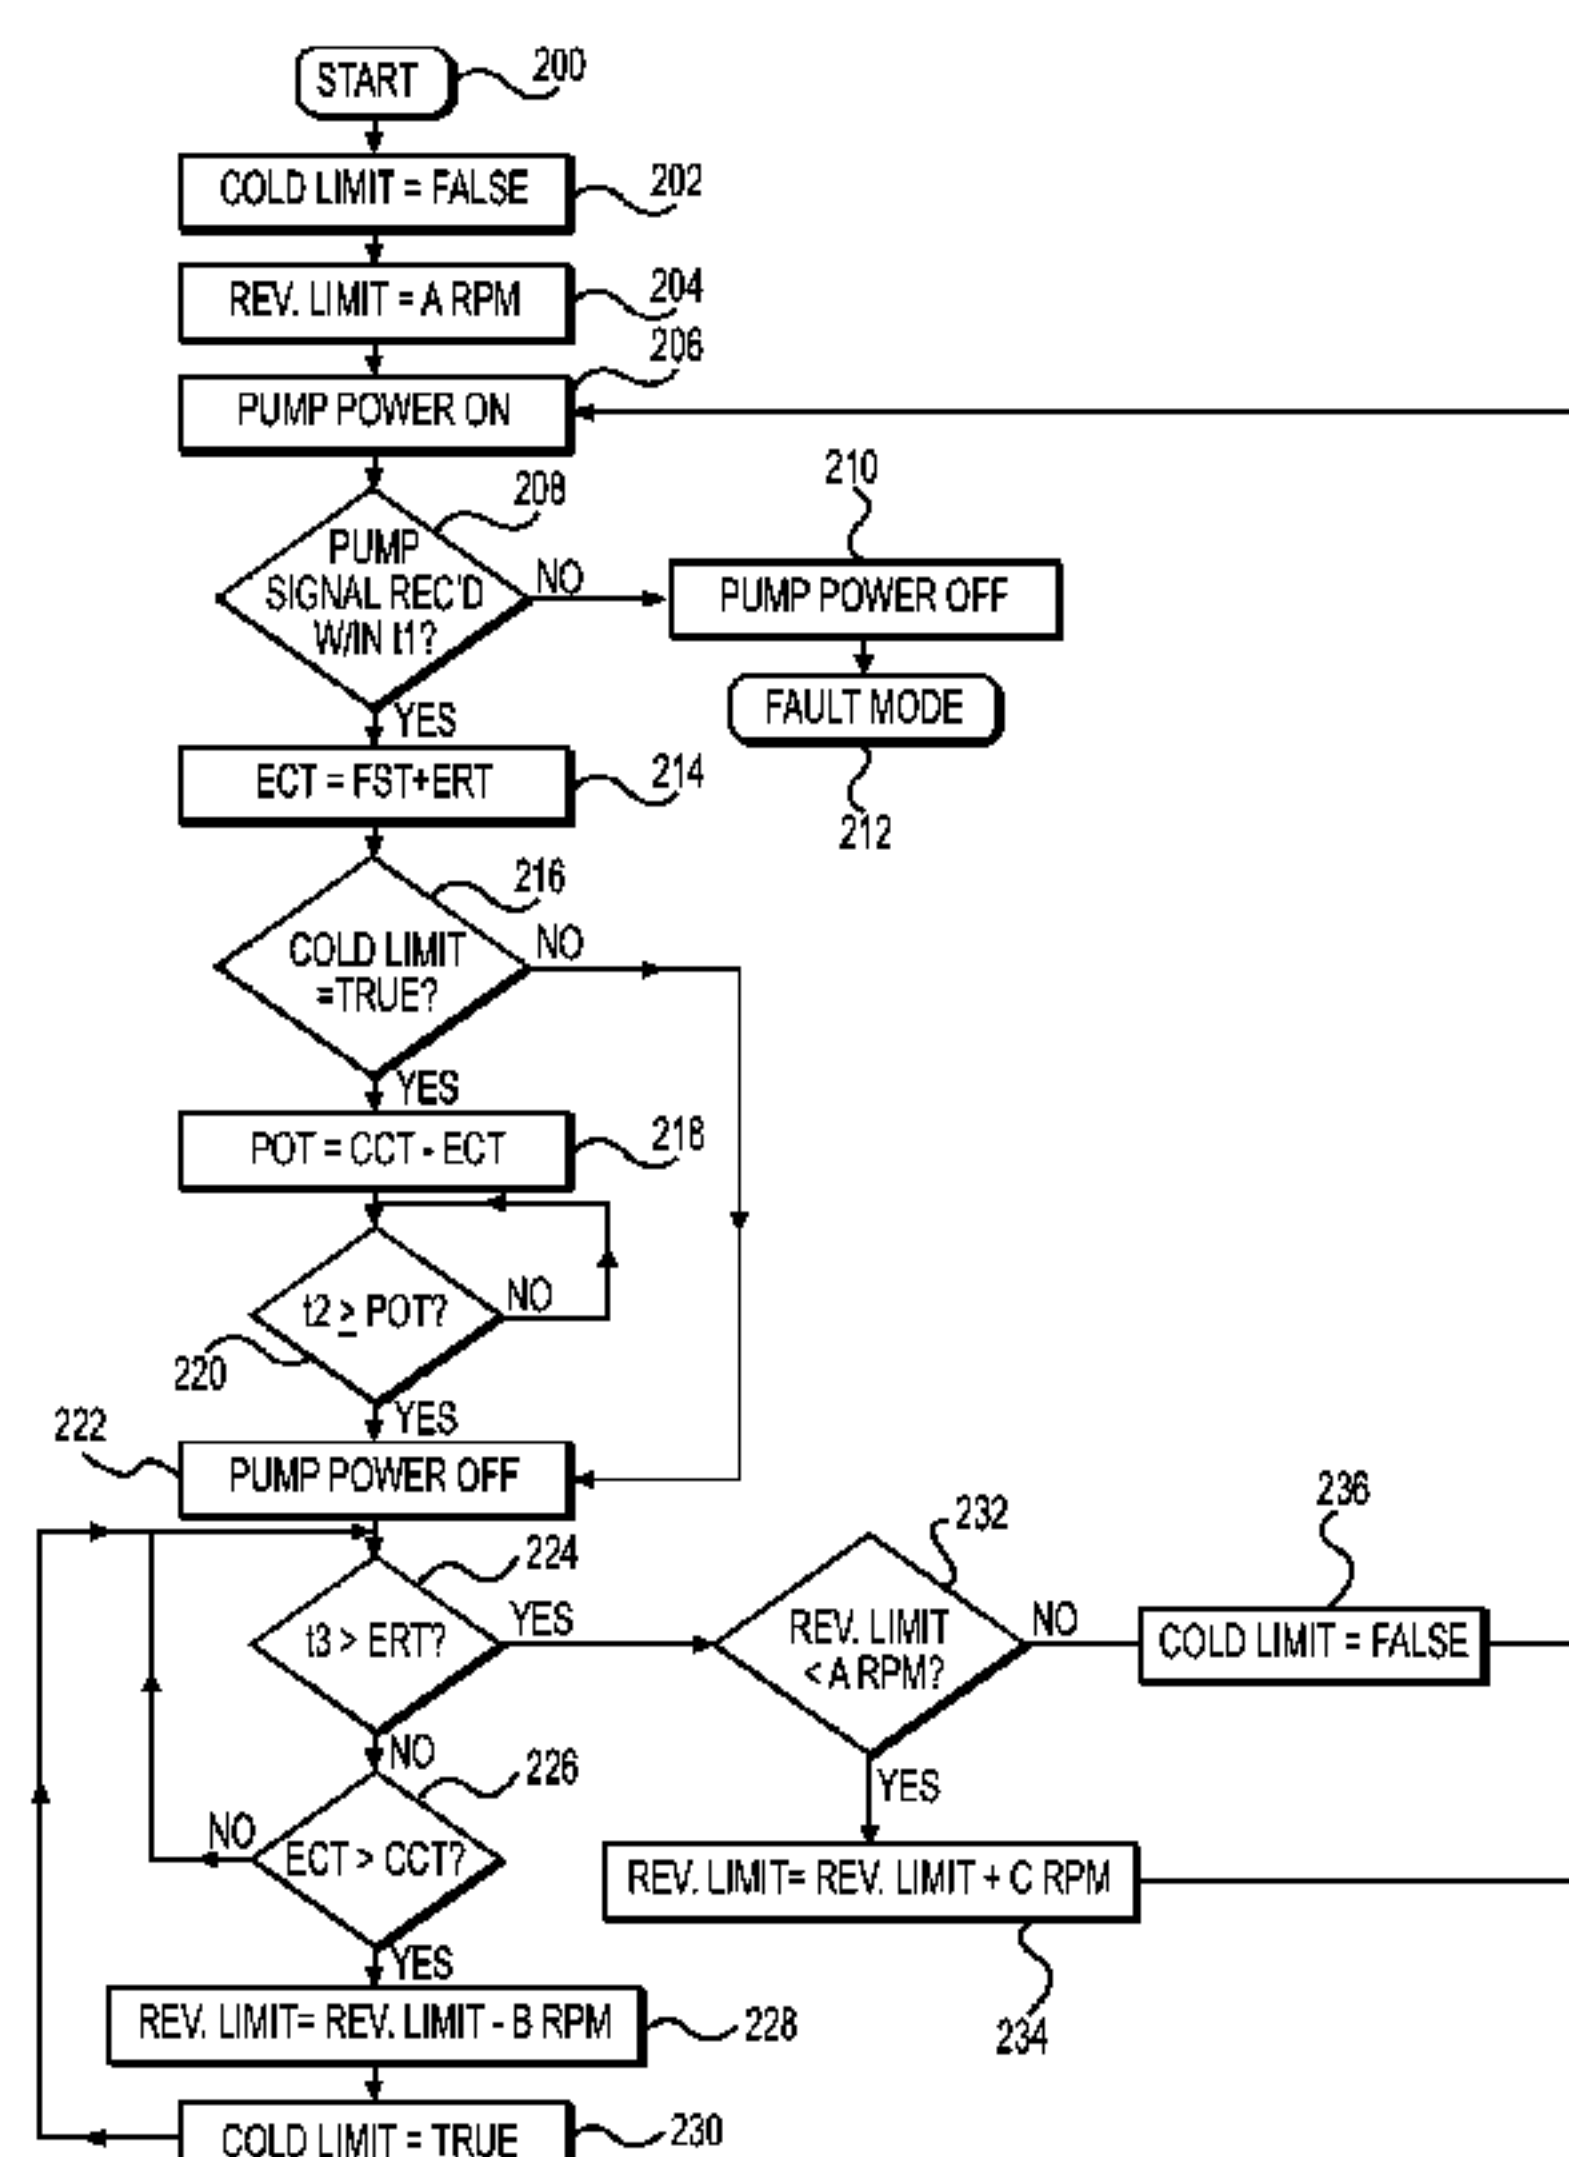 START
200
COLD LIMIT = FALSE
202
REV. LIMIT = A RPM
204
206
PUMP POWER ON
208
PUMP
SIGNAL REC'D
W/IN t1?
NO
210
PUMP POWER OFF
FAULT MODE
212
YES
ECT = FST+ERT
214
216
COLD LIMIT
=TRUE?
NO
YES
POT = CCT - ECT
218
t2 ≥ POT?
NO
220
YES
222
PUMP POWER OFF
224
t3 > ERT?
YES
232
REV. LIMIT
< A RPM?
NO
236
COLD LIMIT = FALSE
NO
226
ECT > CCT?
NO
YES
REV. LIMIT= REV. LIMIT + C RPM
234
YES
REV. LIMIT= REV. LIMIT - B RPM
228
COLD LIMIT = TRUE
230